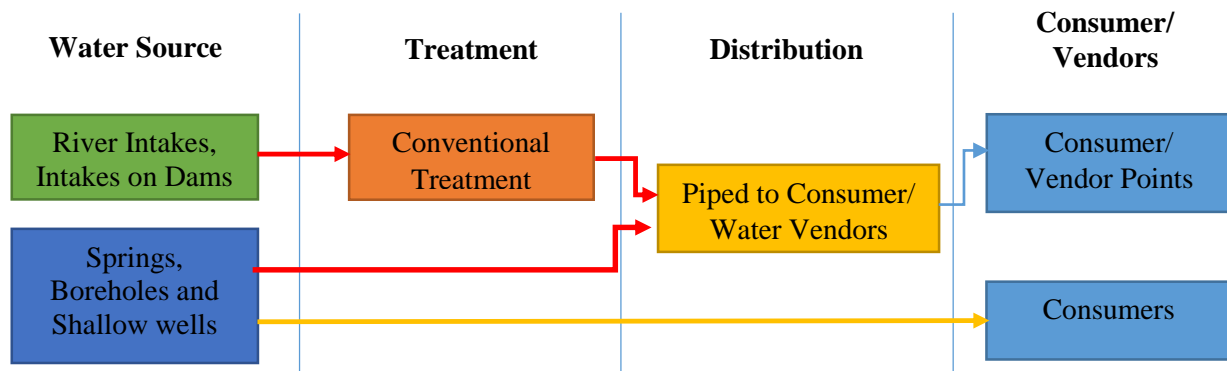 Water Source
Treatment
Distribution
Consumer/
Vendors
River Intakes,
Intakes on Dams
Conventional
Treatment
Piped to Consumer/
Water Vendors
Consumer/
Vendor Points
Springs,
Boreholes and
Shallow wells
Consumers